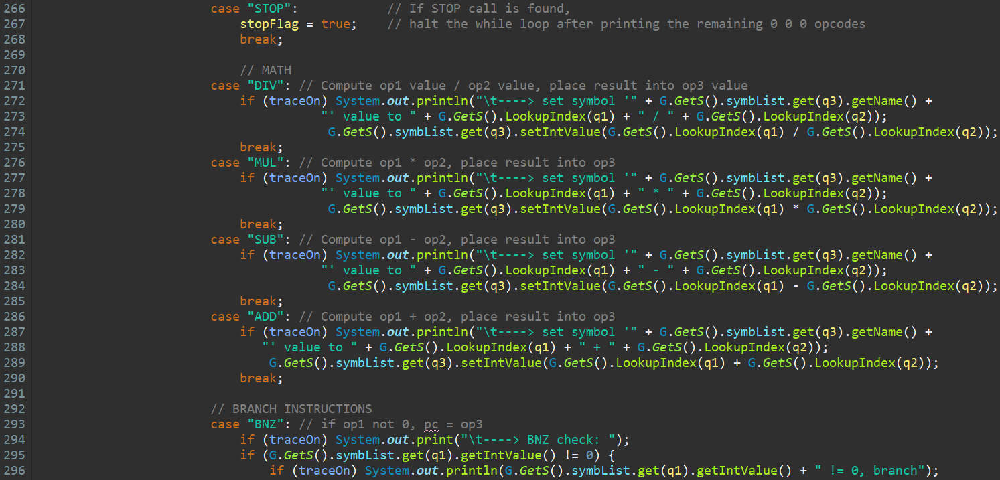 266 case "STOP": // If STOP call is found,
267 stopFlag = true; // halt the while loop after printing the remaining 0 0 0 opcodes
268 break;
269
270 // MATH
271 case "DIV": // Compute op1 value / op2 value, place result into op3 value
272 if (traceOn) System.out.println("\t----> set symbol '" + G.GetS().symbList.get(q3).getName() +
273 "' value to " + G.GetS().LookupIndex(q1) + " / " + G.GetS().LookupIndex(q2));
274 G.GetS().symbList.get(q3).setIntValue(G.GetS().LookupIndex(q1) / G.GetS().LookupIndex(q2));
275 break;
276 case "MUL": // Compute op1 * op2, place result into op3
277 if (traceOn) System.out.println("\t----> set symbol '" + G.GetS().symbList.get(q3).getName() +
278 "' value to " + G.GetS().LookupIndex(q1) + " * " + G.GetS().LookupIndex(q2));
279 G.GetS().symbList.get(q3).setIntValue(G.GetS().LookupIndex(q1) * G.GetS().LookupIndex(q2));
280 break;
281 case "SUB": // Compute op1 - op2, place result into op3
282 if (traceOn) System.out.println("\t----> set symbol '" + G.GetS().symbList.get(q3).getName() +
283 "' value to " + G.GetS().LookupIndex(q1) + " - " + G.GetS().LookupIndex(q2));
284 G.GetS().symbList.get(q3).setIntValue(G.GetS().LookupIndex(q1) - G.GetS().LookupIndex(q2));
285 break;
286 case "ADD": // Compute op1 + op2, place result into op3
287 if (traceOn) System.out.println("\t----> set symbol '" + G.GetS().symbList.get(q3).getName() +
288 "' value to " + G.GetS().LookupIndex(q1) + " + " + G.GetS().LookupIndex(q2));
289 G.GetS().symbList.get(q3).setIntValue(G.GetS().LookupIndex(q1) + G.GetS().LookupIndex(q2));
290 break;
291
292 // BRANCH INSTRUCTIONS
293 case "BNZ": // if op1 not 0, pc = op3
294 if (traceOn) System.out.print("\t----> BNZ check: ");
295 if (G.GetS().symbList.get(q1).getIntValue() != 0) {
296 if (traceOn) System.out.println(G.GetS().symbList.get(q1).getIntValue() + " != 0, branch");